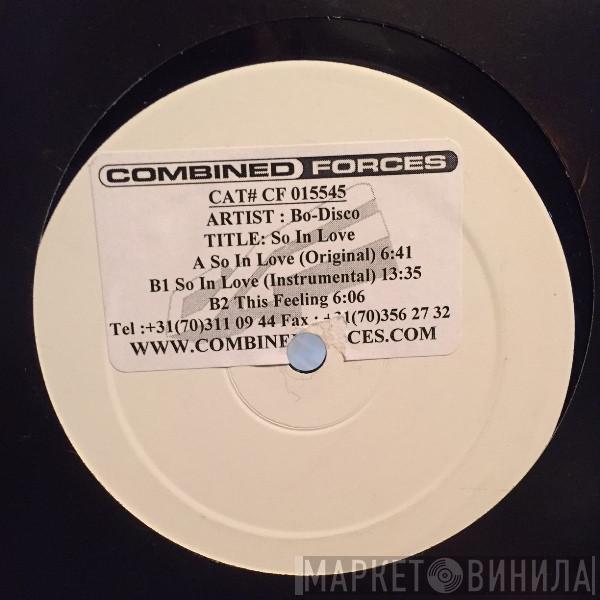 COMBINED FORCES
CAT# CF 015545
ARTIST : Bo-Disco
TITLE: So In Love
A So In Love (Original) 6:41
B1 So In Love (Instrumental) 13:35
B2 This Feeling 6:06
Tel :+31(70)311 09 44 Fax : +31(70)356 27 32
WWW.COMBINE CES.COM
МАРКЕТ ВИНИЛА